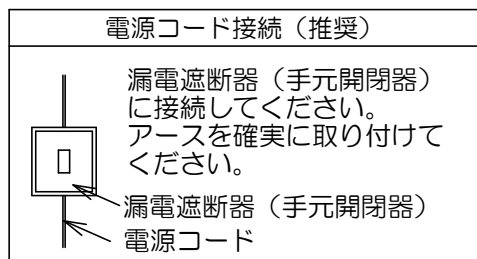 電源コード接続（推奨）
漏電遮断器（手元開閉器）
に接続してください。
アースを確実に取り付けて
ください。
漏電遮断器（手元開閉器）
電源コード